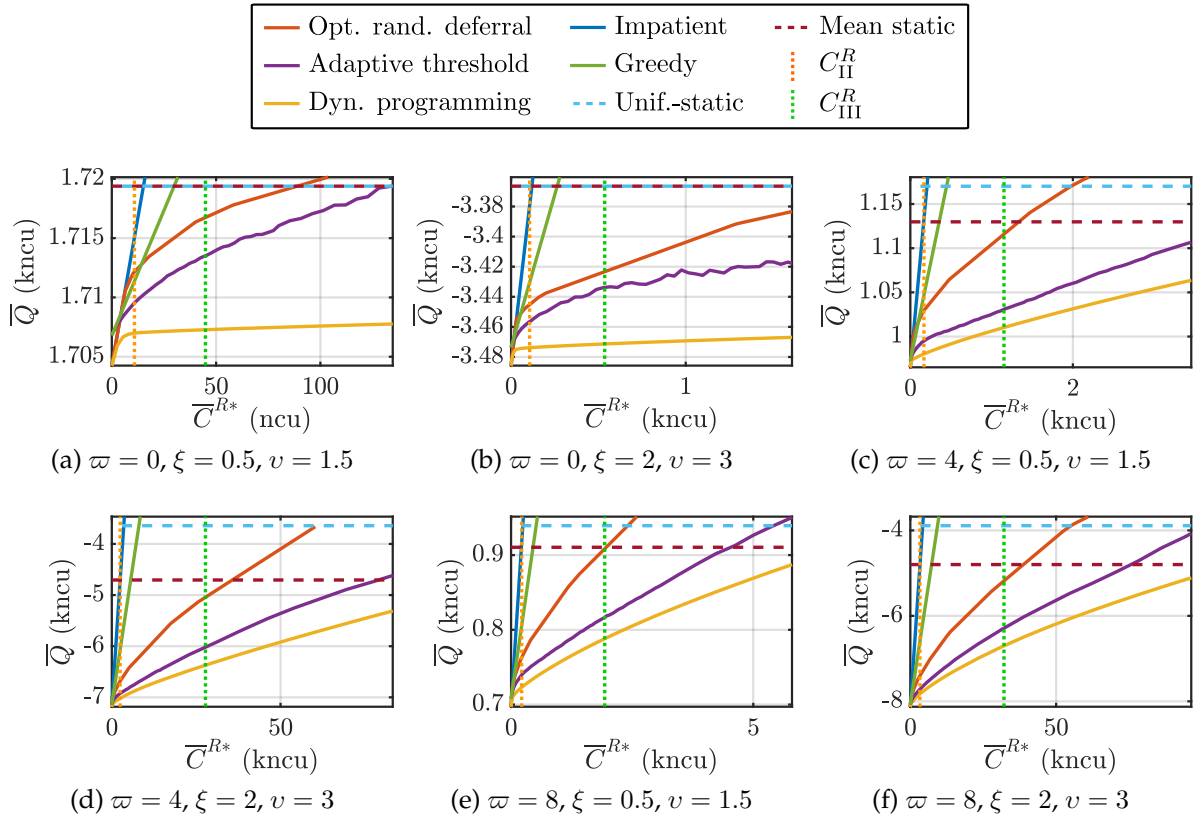 Opt. rand. deferral Impatient Mean static
Adaptive threshold Greedy C_II^R
Dyn. programming Unif.-static C_III^R
1.72
1.715
1.71
1.705
Q̅ (kncu)
0 50 100
C̅^{R*} (ncu)
(a) ϖ = 0, ξ = 0.5, υ = 1.5
-3.38
-3.4
-3.42
-3.44
-3.46
-3.48
Q̅ (kncu)
0 1
C̅^{R*} (kncu)
(b) ϖ = 0, ξ = 2, υ = 3
1.15
1.1
1.05
1
Q̅ (kncu)
0 2
C̅^{R*} (kncu)
(c) ϖ = 4, ξ = 0.5, υ = 1.5
-4
-5
-6
-7
Q̅ (kncu)
0 50
C̅^{R*} (kncu)
(d) ϖ = 4, ξ = 2, υ = 3
0.9
0.8
0.7
Q̅ (kncu)
0 5
C̅^{R*} (kncu)
(e) ϖ = 8, ξ = 0.5, υ = 1.5
-4
-6
-8
Q̅ (kncu)
0 50
C̅^{R*} (kncu)
(f) ϖ = 8, ξ = 2, υ = 3